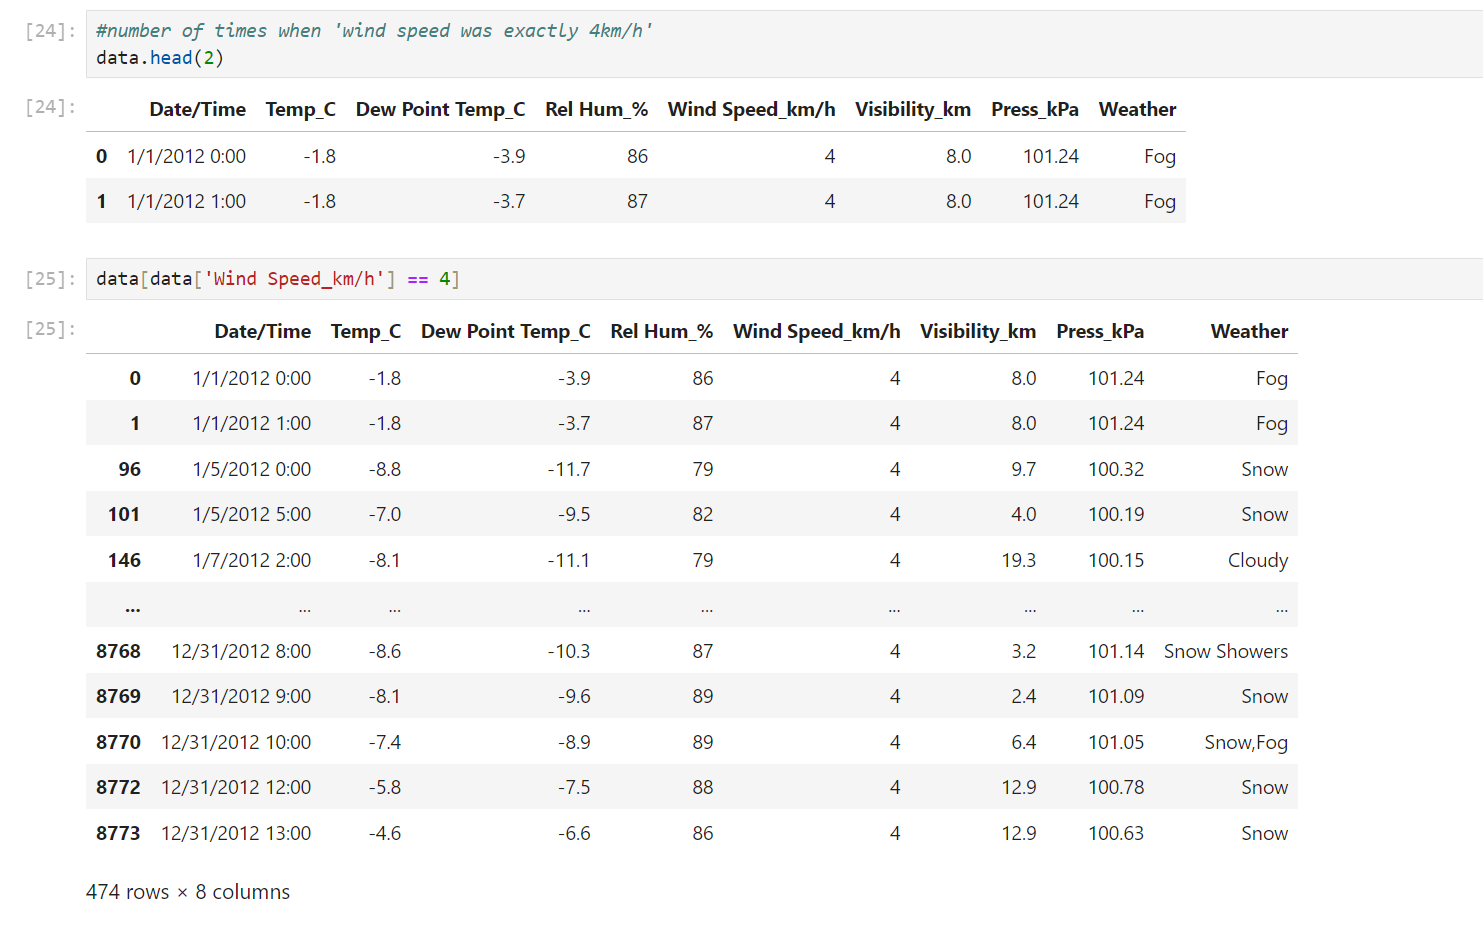 [24]: #number of times when 'wind speed was exactly 4km/h'
data.head(2)
[24]: Date/Time Temp_C Dew Point Temp_C Rel Hum_% Wind Speed_km/h Visibility_km Press_kPa Weather
0 1/1/2012 0:00 -1.8 -3.9 86 4 8.0 101.24 Fog
1 1/1/2012 1:00 -1.8 -3.7 87 4 8.0 101.24 Fog
[25]: data[data['Wind Speed_km/h'] == 4]
[25]: Date/Time Temp_C Dew Point Temp_C Rel Hum_% Wind Speed_km/h Visibility_km Press_kPa Weather
0 1/1/2012 0:00 -1.8 -3.9 86 4 8.0 101.24 Fog
1 1/1/2012 1:00 -1.8 -3.7 87 4 8.0 101.24 Fog
96 1/5/2012 0:00 -8.8 -11.7 79 4 9.7 100.32 Snow
101 1/5/2012 5:00 -7.0 -9.5 82 4 4.0 100.19 Snow
146 1/7/2012 2:00 -8.1 -11.1 79 4 19.3 100.15 Cloudy
... ... ... ... ... ... ... ... ...
8768 12/31/2012 8:00 -8.6 -10.3 87 4 3.2 101.14 Snow Showers
8769 12/31/2012 9:00 -8.1 -9.6 89 4 2.4 101.09 Snow
8770 12/31/2012 10:00 -7.4 -8.9 89 4 6.4 101.05 Snow,Fog
8772 12/31/2012 12:00 -5.8 -7.5 88 4 12.9 100.78 Snow
8773 12/31/2012 13:00 -4.6 -6.6 86 4 12.9 100.63 Snow
474 rows × 8 columns